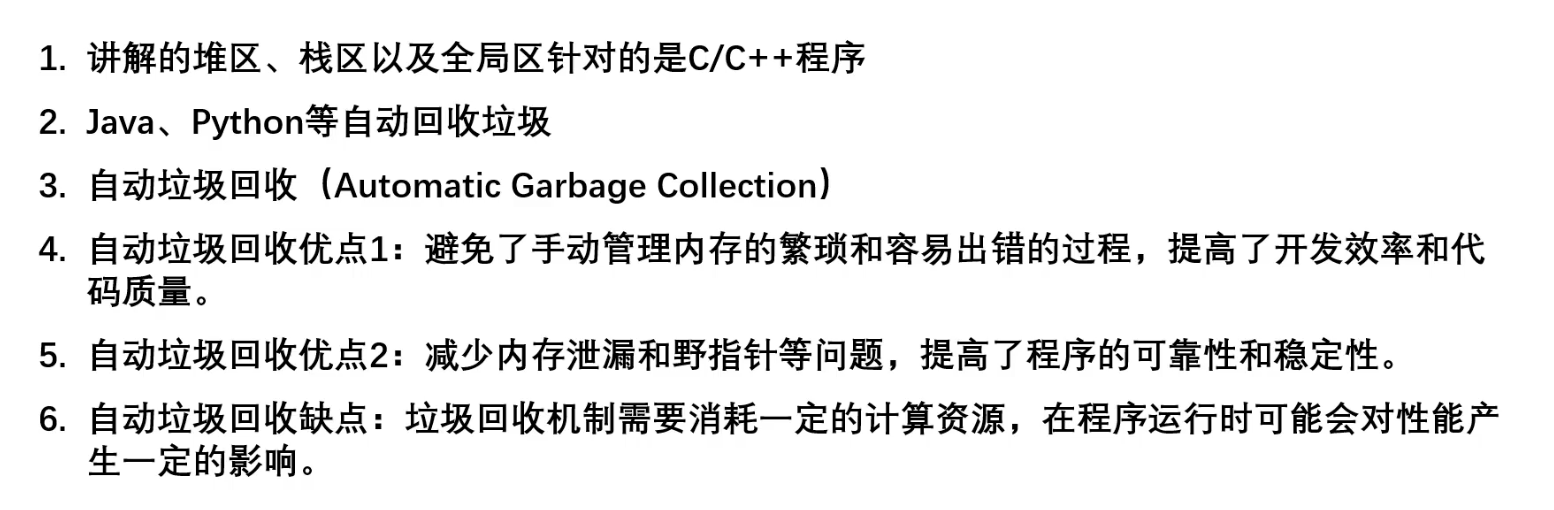 1. 讲解的堆区、栈区以及全局区针对的是C/C++程序
2. Java、Python等自动回收垃圾
3. 自动垃圾回收（Automatic Garbage Collection）
4. 自动垃圾回收优点1：避免了手动管理内存的繁琐和容易出错的过程，提高了开发效率和代
码质量。
5. 自动垃圾回收优点2：减少内存泄漏和野指针等问题，提高了程序的可靠性和稳定性。
6. 自动垃圾回收缺点：垃圾回收机制需要消耗一定的计算资源，在程序运行时可能会对性能产
生一定的影响。